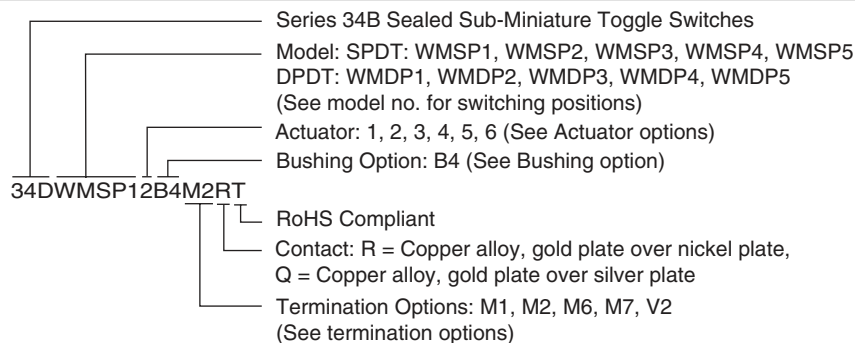 Series 34B Sealed Sub-Miniature Toggle Switches
Model: SPDT: WMSP1, WMSP2, WMSP3, WMSP4, WMSP5
DPDT: WMDP1, WMDP2, WMDP3, WMDP4, WMDP5
(See model no. for switching positions)
Actuator: 1, 2, 3, 4, 5, 6 (See Actuator options)
Bushing Option: B4 (See Bushing option)
34DWMSP12B4M2RT
RoHS Compliant
Contact: R = Copper alloy, gold plate over nickel plate,
Q = Copper alloy, gold plate over silver plate
Termination Options: M1, M2, M6, M7, V2
(See termination options)